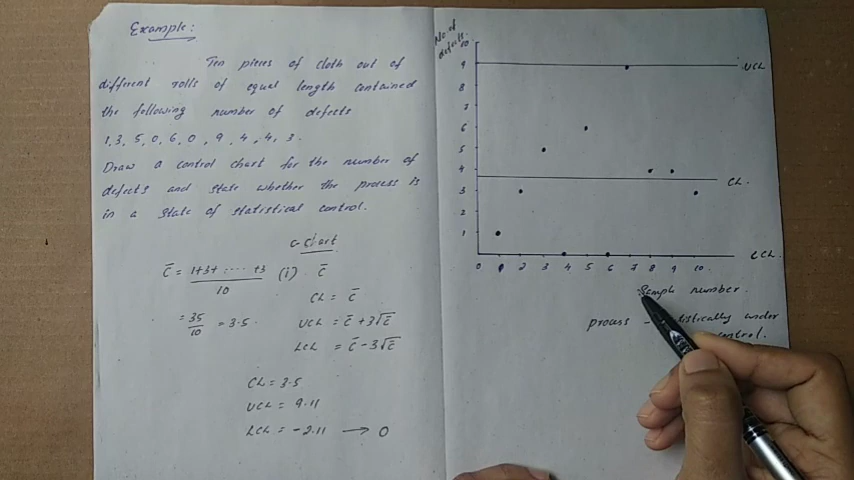 Example:
Ten pieces of cloth out of
different rolls of equal length contained
the following number of defects
1,3, 5, 0, 6, 0, 9, 4, 4, 3.
Draw a control chart for the number of
defects and state whether the process is
in a state of statistical control.
C-Chart
C̄ = 1+3+ ..... +3 / 10
(i) C̄
CL = C̄
= 35/10 = 3.5
UCL = C̄ + 3√C̄
LCL = C̄ - 3√C̄
CL = 3.5
UCL = 9.11
LCL = -2.11 → 0
No. of
defects
10
9
UCL
8
7
6
5
4
CL
3
2
1
LCL
0 1 2 3 4 5 6 7 8 9 10
Sample number
process -
under
control.